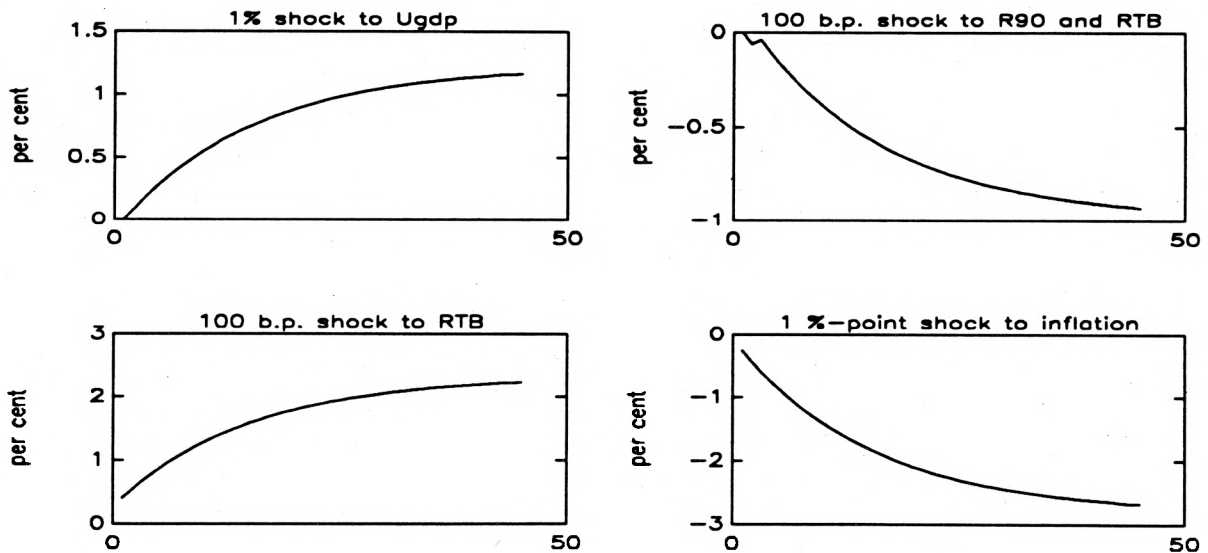 1% shock to Ugdp
1.5
1
0.5
0
per cent
0
50
100 b.p. shock to R90 and RTB
0
−0.5
−1
per cent
0
50
100 b.p. shock to RTB
3
2
1
0
per cent
0
50
1 %−point shock to inflation
0
−1
−2
−3
per cent
0
50